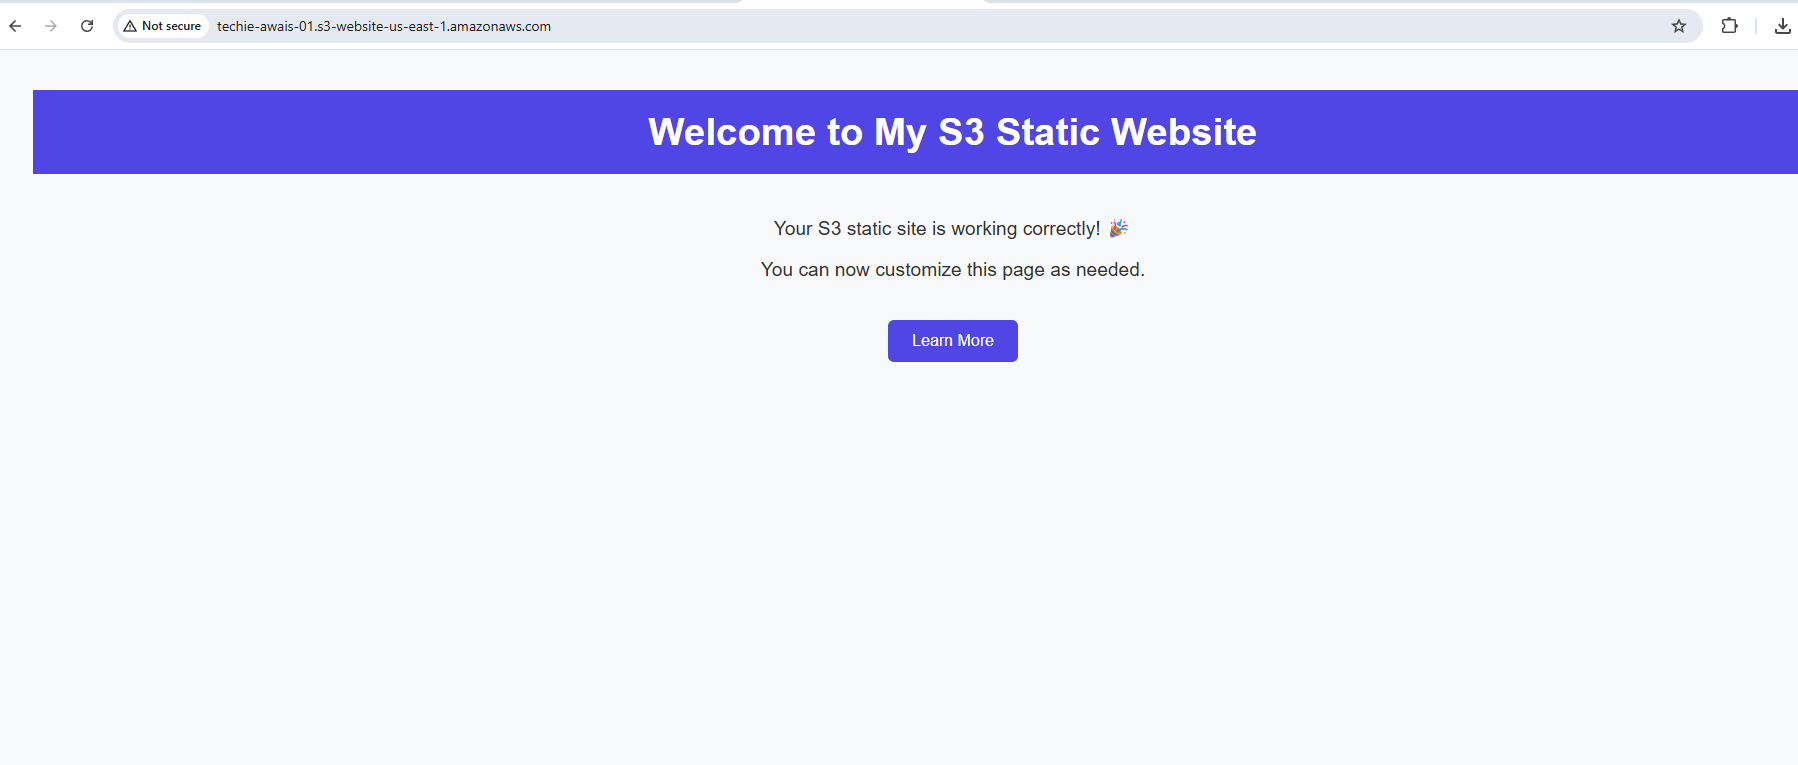 Not secure techie-awais-01.s3-website-us-east-1.amazonaws.com
Welcome to My S3 Static Website
Your S3 static site is working correctly! 🎉
You can now customize this page as needed.
Learn More